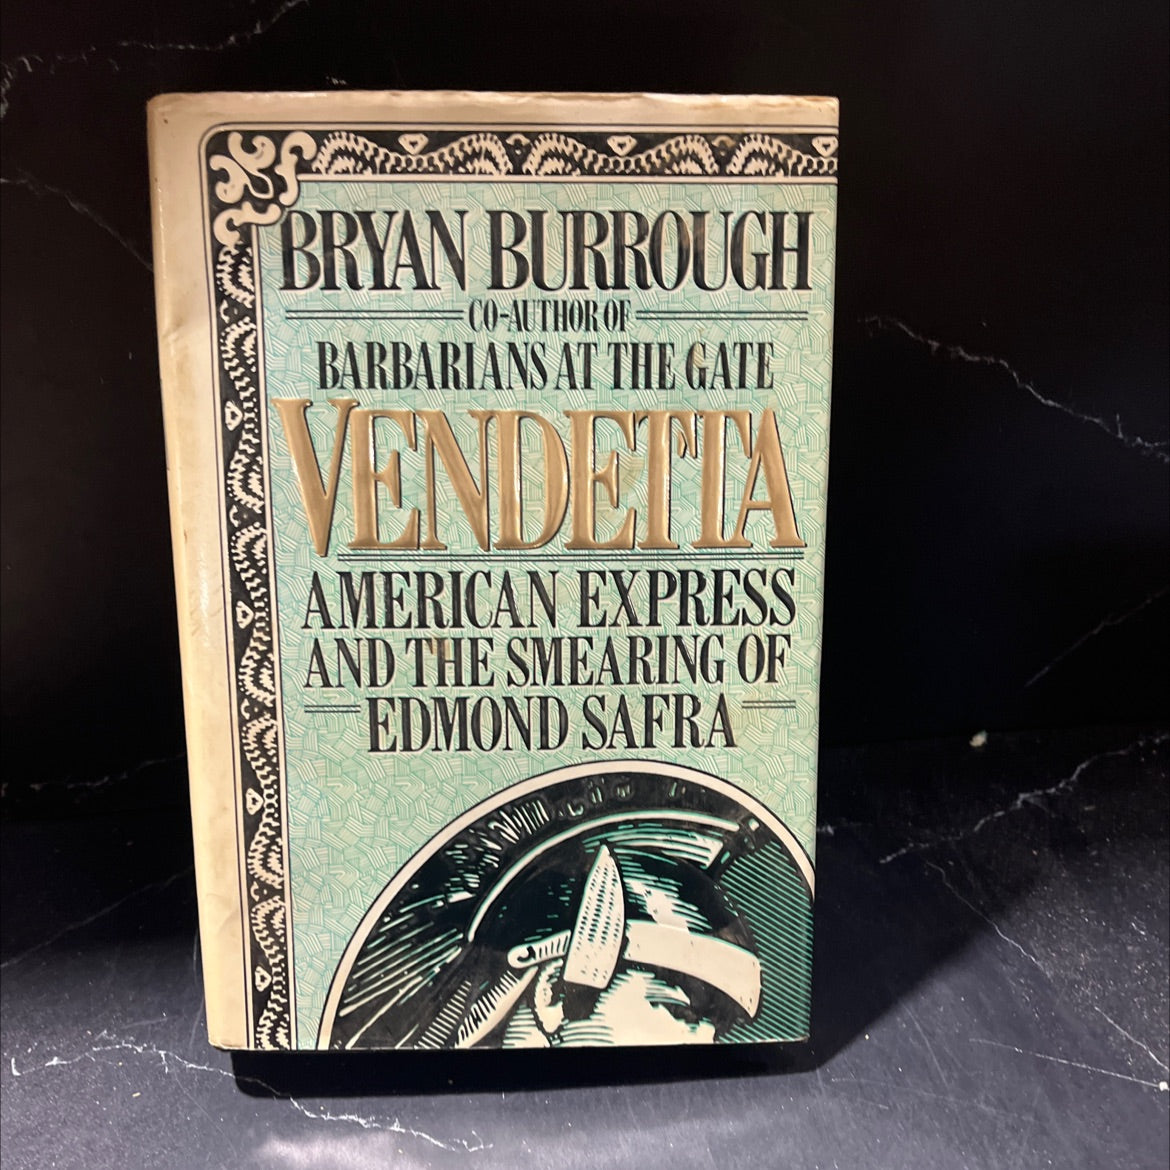 BRYAN BURROUGH
CO-AUTHOR OF
BARBARIANS AT THE GATE
VENDETTA
AMERICAN EXPRESS
AND THE SMEARING OF
EDMOND SAFRA